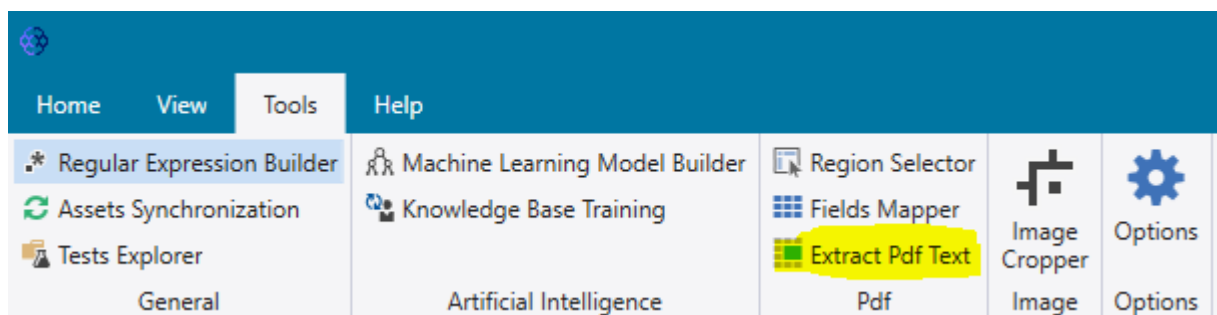 Home View Tools Help
Regular Expression Builder
Assets Synchronization
Tests Explorer
General
Machine Learning Model Builder
Knowledge Base Training
Artificial Intelligence
Region Selector
Fields Mapper
Extract Pdf Text
Pdf
Image
Cropper
Image
Options
Options